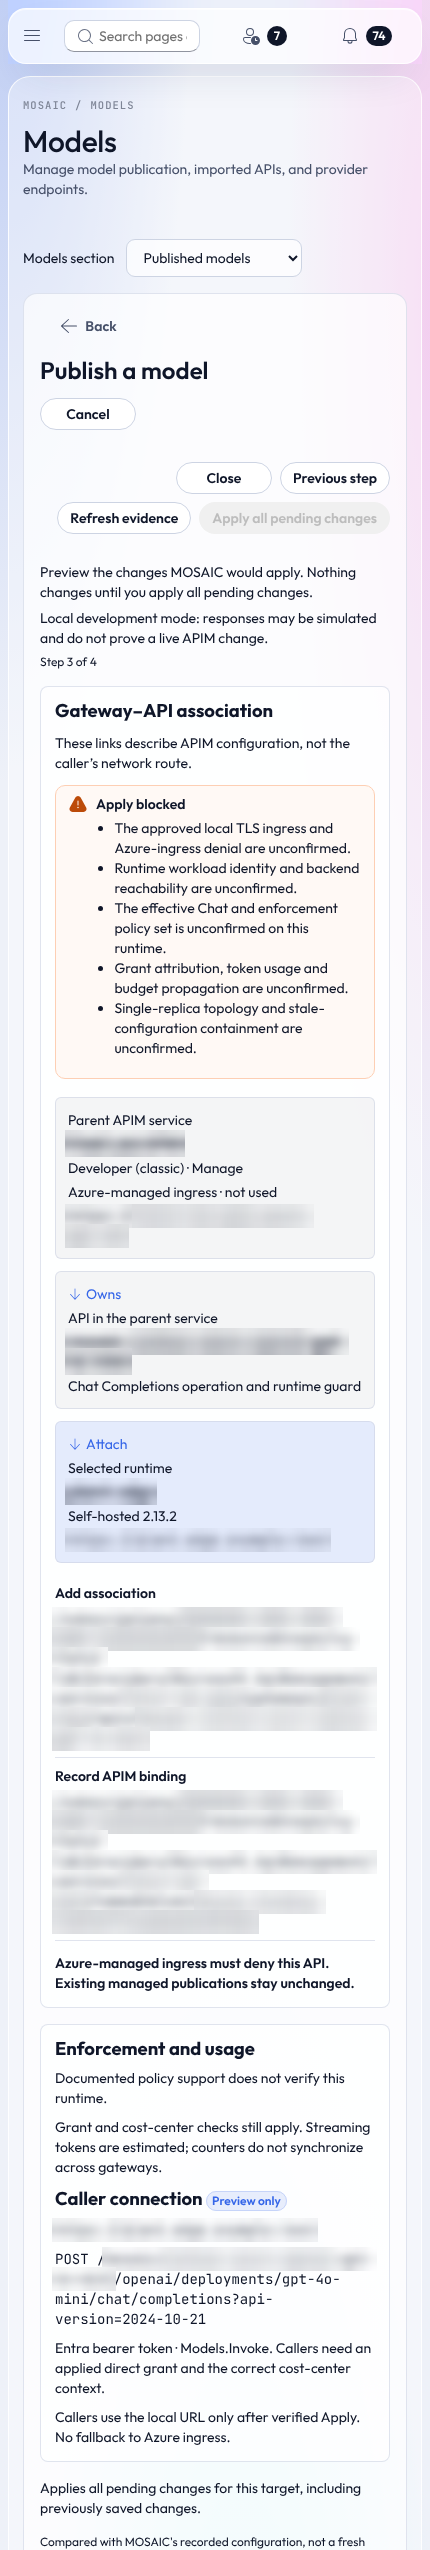 Search pages
7
74
MOSAIC / MODELS
Models
Manage model publication, imported APIs, and provider
endpoints.
Models section
Published models
Back
Publish a model
Cancel
Close
Previous step
Refresh evidence
Apply all pending changes
Preview the changes MOSAIC would apply. Nothing
changes until you apply all pending changes.
Local development mode: responses may be simulated
and do not prove a live APIM change.
Step 3 of 4
Gateway–API association
These links describe APIM configuration, not the
caller's network route.
Apply blocked
• The approved local TLS ingress and
Azure-ingress denial are unconfirmed.
• Runtime workload identity and backend
reachability are unconfirmed.
• The effective Chat and enforcement
policy set is unconfirmed on this
runtime.
• Grant attribution, token usage and
budget propagation are unconfirmed.
• Single-replica topology and stale-
configuration containment are
unconfirmed.
Parent APIM service
Developer (classic) · Manage
Azure-managed ingress · not used
Owns
API in the parent service
Chat Completions operation and runtime guard
Attach
Selected runtime
Self-hosted 2.13.2
Add association
Record APIM binding
Azure-managed ingress must deny this API.
Existing managed publications stay unchanged.
Enforcement and usage
Documented policy support does not verify this
runtime.
Grant and cost-center checks still apply. Streaming
tokens are estimated; counters do not synchronize
across gateways.
Caller connection Preview only
POST /
/openai/deployments/gpt-4o-
mini/chat/completions?api-
version=2024-10-21
Entra bearer token · Models.Invoke. Callers need an
applied direct grant and the correct cost-center
context.
Callers use the local URL only after verified Apply.
No fallback to Azure ingress.
Applies all pending changes for this target, including
previously saved changes.
Compared with MOSAIC's recorded configuration, not a fresh